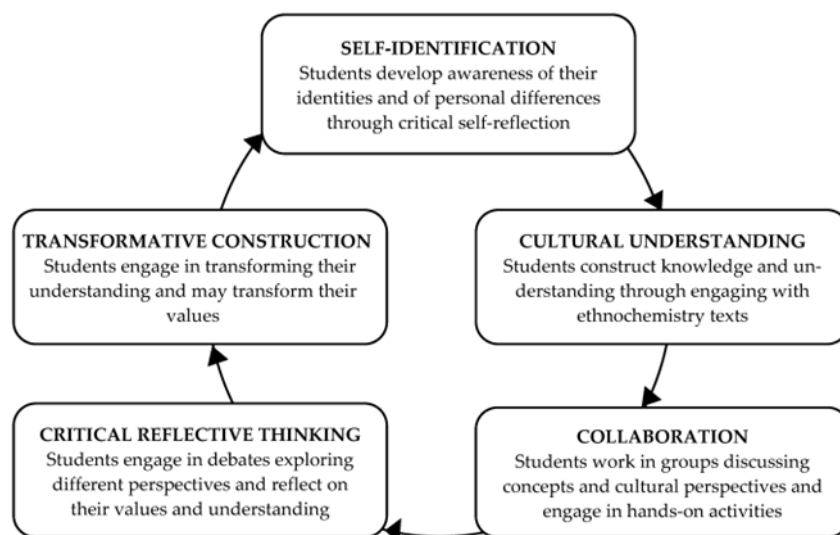 SELF-IDENTIFICATION
Students develop awareness of their
identities and of personal differences
through critical self-reflection
CULTURAL UNDERSTANDING
Students construct knowledge and un-
derstanding through engaging with
ethnochemistry texts
COLLABORATION
Students work in groups discussing
concepts and cultural perspectives and
engage in hands-on activities
CRITICAL REFLECTIVE THINKING
Students engage in debates exploring
different perspectives and reflect on
their values and understanding
TRANSFORMATIVE CONSTRUCTION
Students engage in transforming their
understanding and may transform their
values